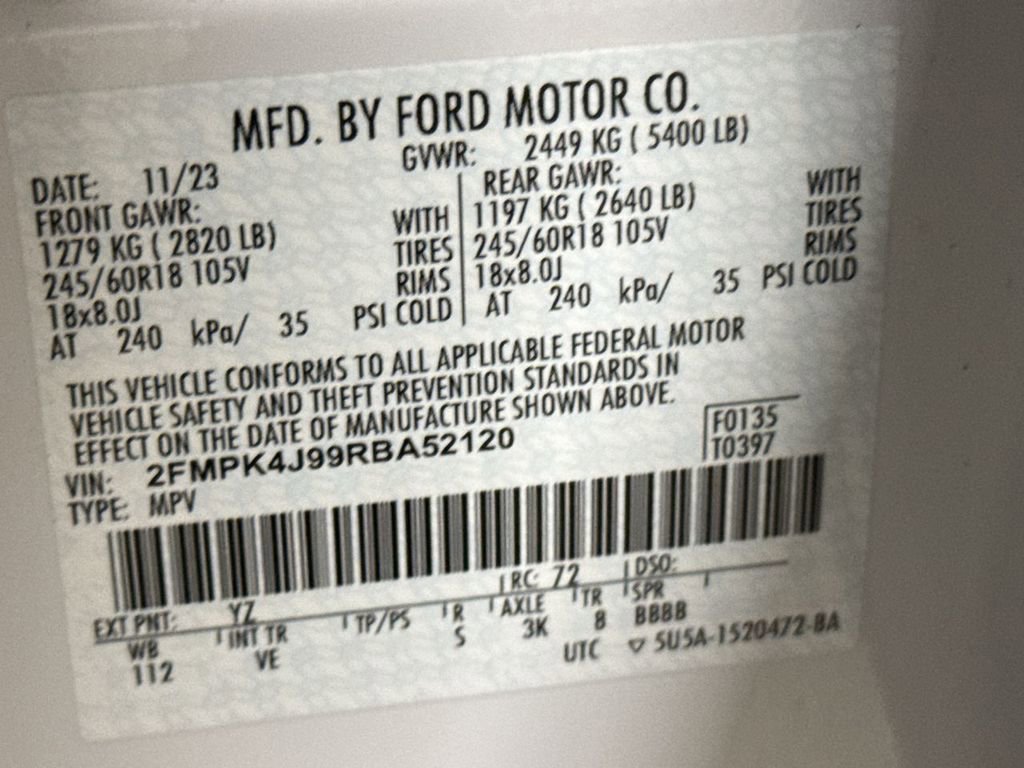 MFD. BY FORD MOTOR CO.
DATE: 11/23 GVWR: 2449 KG ( 5400 LB)
FRONT GAWR: REAR GAWR:
1279 KG ( 2820 LB) WITH 1197 KG ( 2640 LB) WITH
245/60R18 105V TIRES 245/60R18 105V TIRES
18x8.0J RIMS 18x8.0J RIMS
AT 240 kPa/ 35 PSI COLD AT 240 kPa/ 35 PSI COLD
THIS VEHICLE CONFORMS TO ALL APPLICABLE FEDERAL MOTOR
VEHICLE SAFETY AND THEFT PREVENTION STANDARDS IN
EFFECT ON THE DATE OF MANUFACTURE SHOWN ABOVE.
VIN: 2FMPK4J99RBA52120
F0135
T0397
TYPE: MPV
EXT PNT: YZ RC: 72 DSO:
WB INT TR TP/PS R AXLE TR SPR
112 VE S 3K 8 BBBB
UTC ▽ 5U5A-1520472-BA